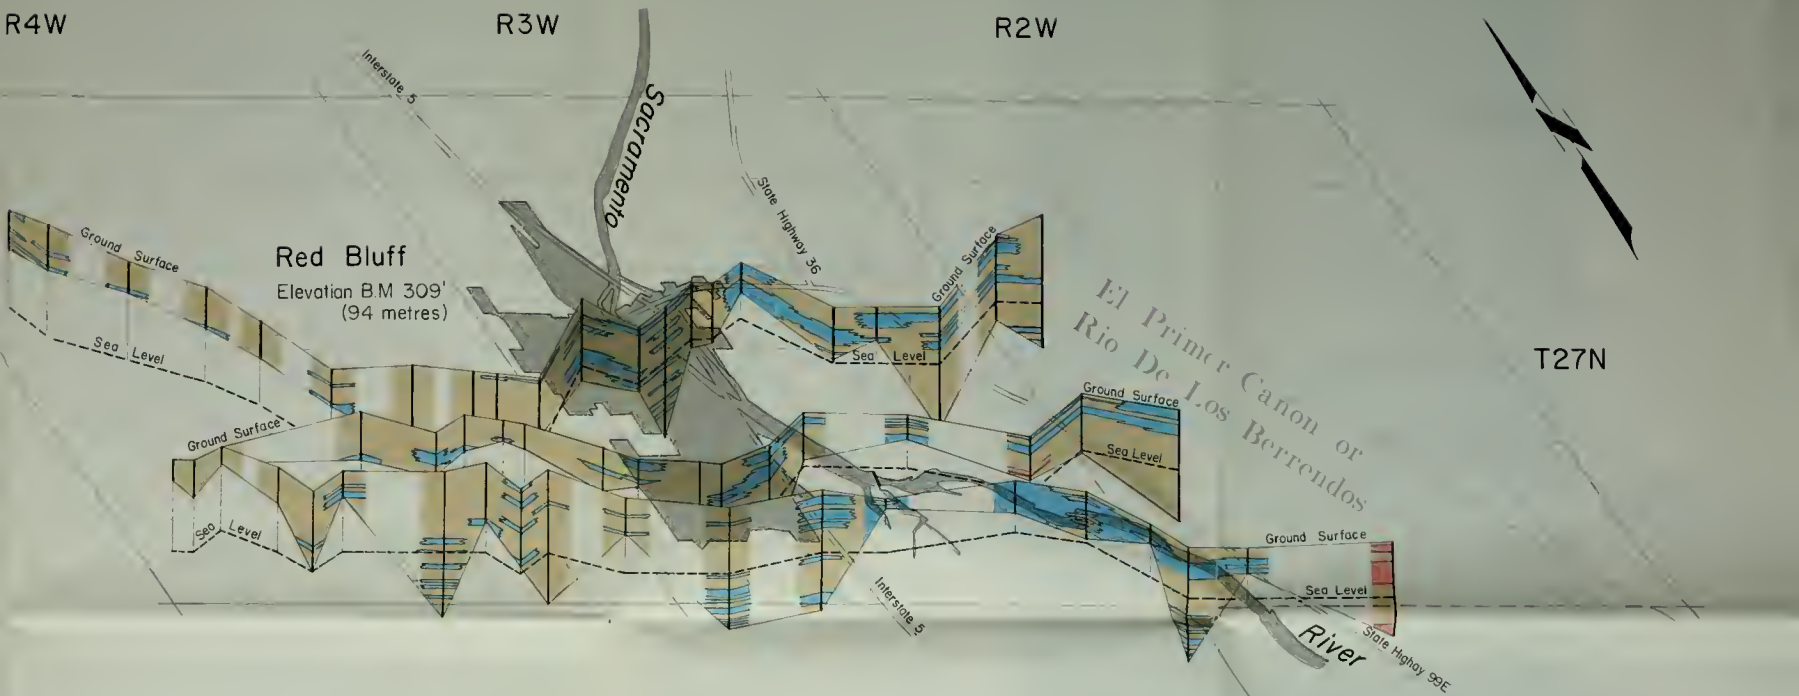 R4W
R3W
R2W
Interstate 5
Sacramento
State Highway 36
Ground Surface
Red Bluff
Elevation B.M 309'
(94 metres)
Sea Level
Ground Surface
Sea Level
El Primer Canon or
Rio De Los Berrendos
T27N
Ground Surface
Sea Level
Ground Surface
Sea Level
Ground Surface
Sea Level
Interstate 5
River
State Highay 99E